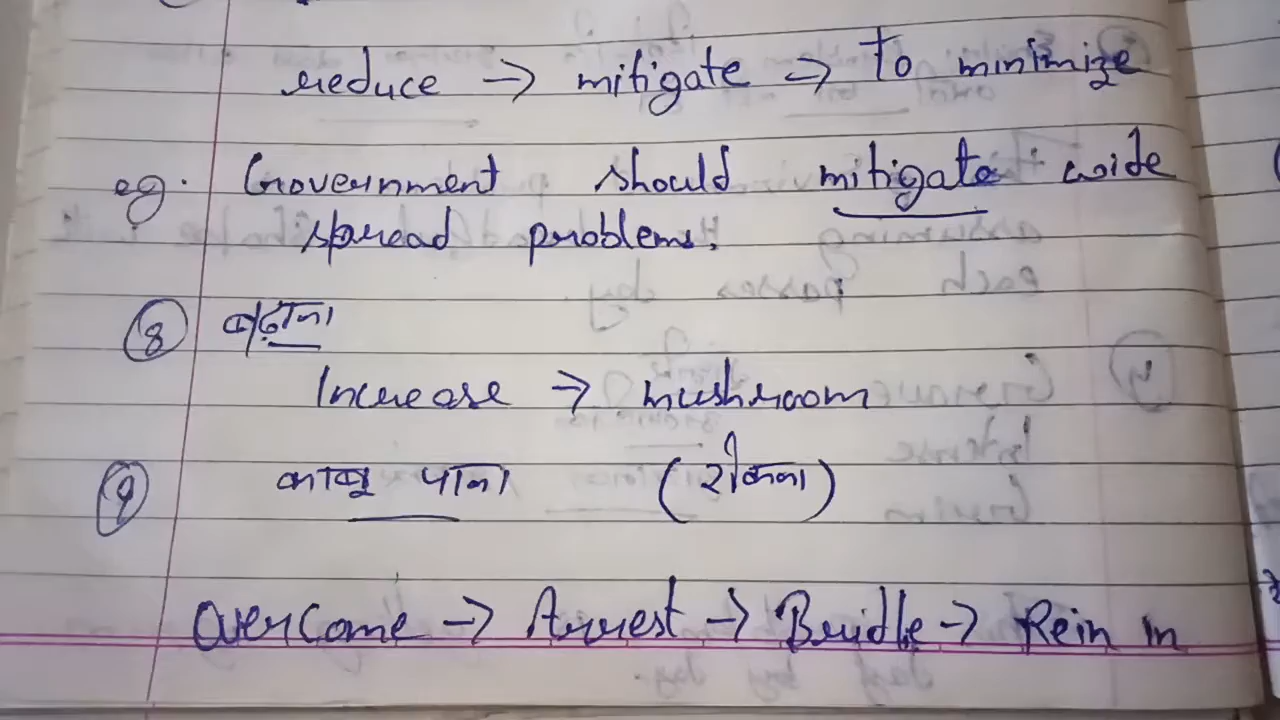 reduce → mitigate → To minimize
eg. Government should mitigate wide
spread problems.
8 बढ़ाना
Increase → mushroom
9 काबू पाना (रोकना)
Overcome → Arrest → Bridle → Rein in